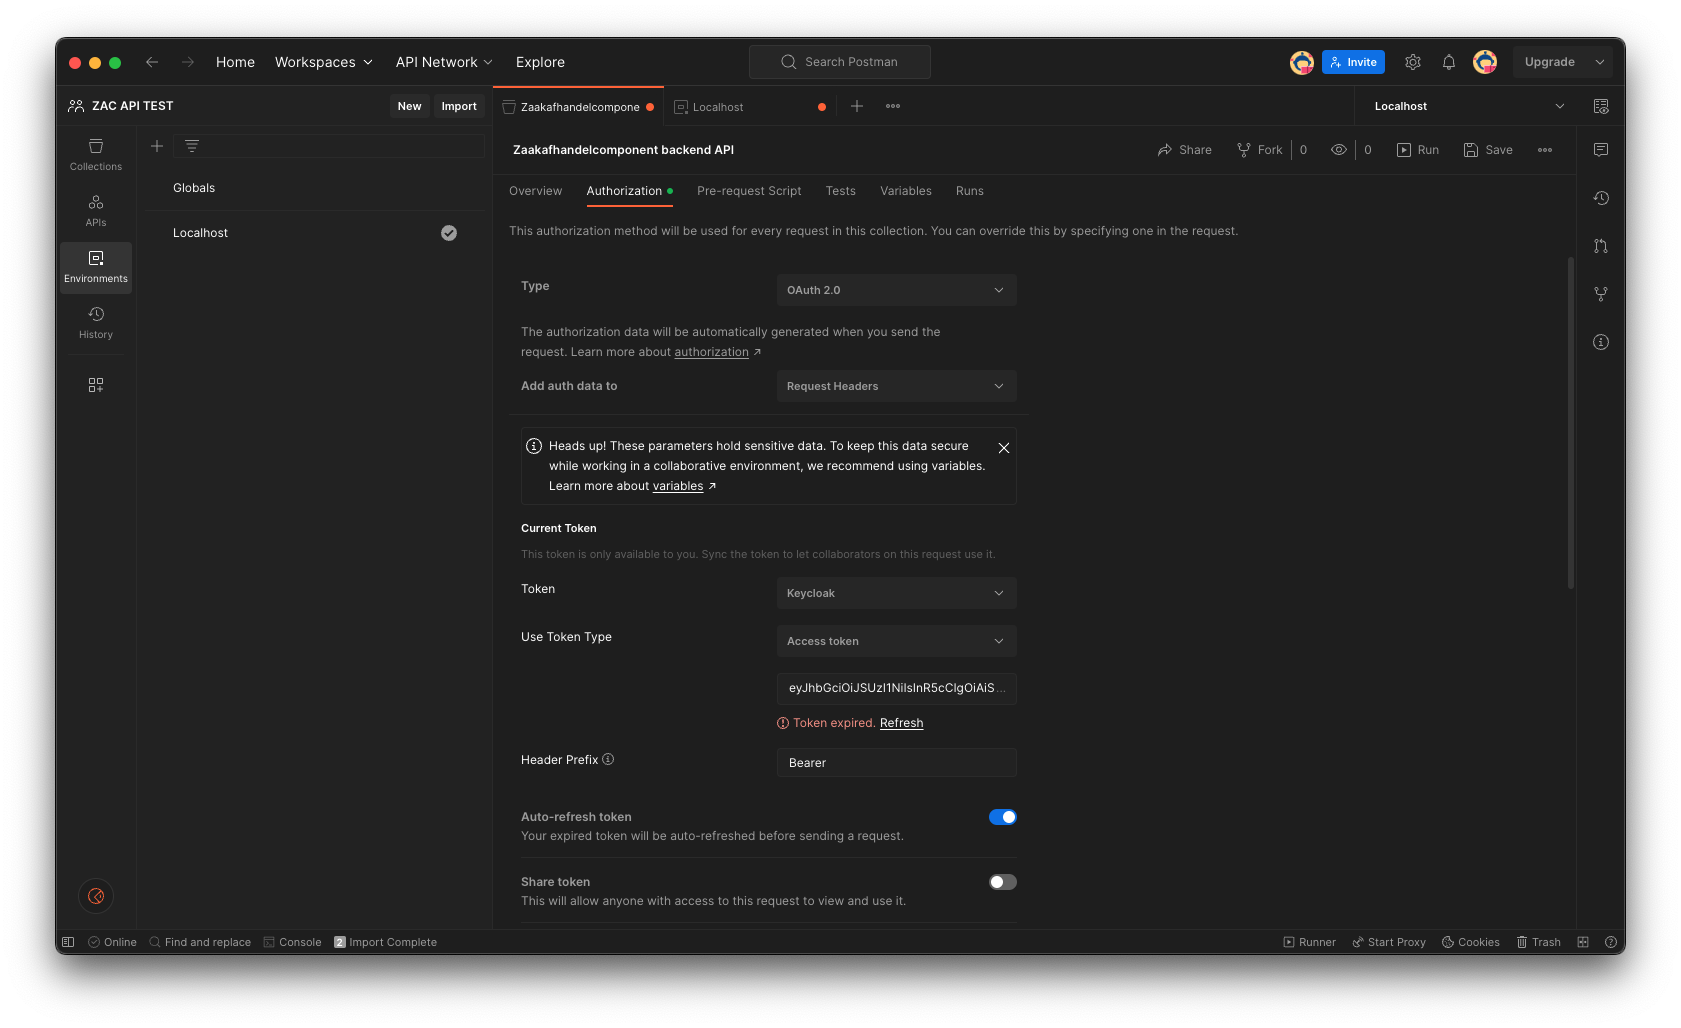 Home Workspaces API Network Explore Search Postman Invite Upgrade
ZAC API TEST New Import Zaakafhandelcompone Localhost Localhost
Collections
APIs
Environments
History
Globals
Localhost
Zaakafhandelcomponent backend API Share Fork 0 0 Run Save
Overview Authorization Pre-request Script Tests Variables Runs
This authorization method will be used for every request in this collection. You can override this by specifying one in the request.
Type OAuth 2.0
The authorization data will be automatically generated when you send the
request. Learn more about authorization ↗
Add auth data to Request Headers
Heads up! These parameters hold sensitive data. To keep this data secure
while working in a collaborative environment, we recommend using variables.
Learn more about variables ↗
Current Token
This token is only available to you. Sync the token to let collaborators on this request use it.
Token Keycloak
Use Token Type Access token
eyJhbGciOiJSUzI1NiIsInR5cCIgOiAiS...
Token expired. Refresh
Header Prefix Bearer
Auto-refresh token
Your expired token will be auto-refreshed before sending a request.
Share token
This will allow anyone with access to this request to view and use it.
Online Find and replace Console 2 Import Complete Runner Start Proxy Cookies Trash